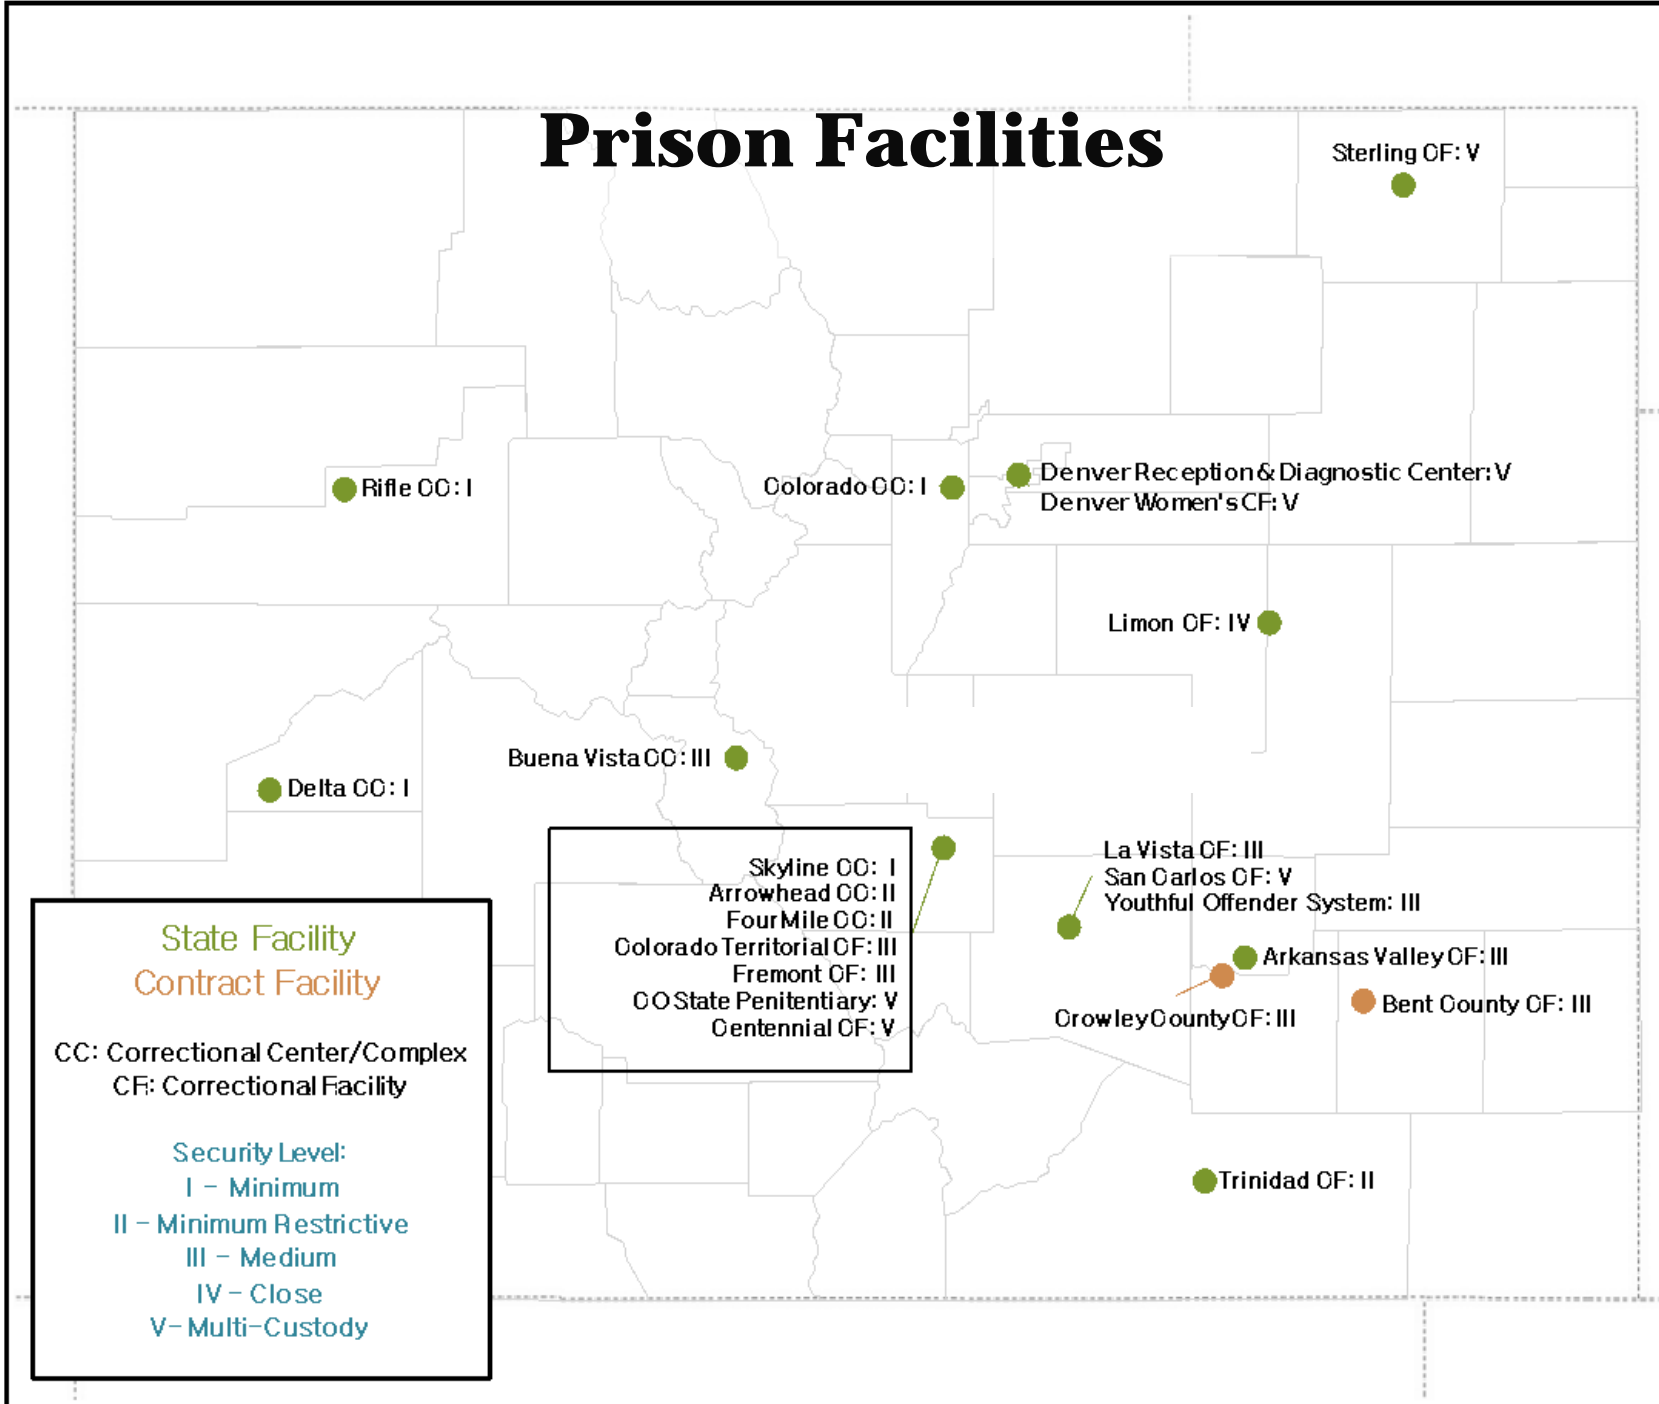 Prison Facilities
Sterling CF: V
Rifle CC: I
Colorado CC: I
Denver Reception & Diagnostic Center: V
Denver Women's CF: V
Limon CF: IV
Buena Vista CC: III
Delta CC: I
Skyline CC: I
Arrowhead CC: II
Four Mile CC: II
Colorado Territorial CF: III
Fremont CF: III
CO State Penitentiary: V
Centennial CF: V
La Vista CF: III
San Carlos CF: V
Youthful Offender System: III
Arkansas Valley CF: III
Crowley County CF: III
Bent County CF: III
Trinidad CF: II
State Facility
Contract Facility
CC: Correctional Center/Complex
CF: Correctional Facility
Security Level:
I - Minimum
II - Minimum Restrictive
III - Medium
IV - Close
V- Multi-Custody